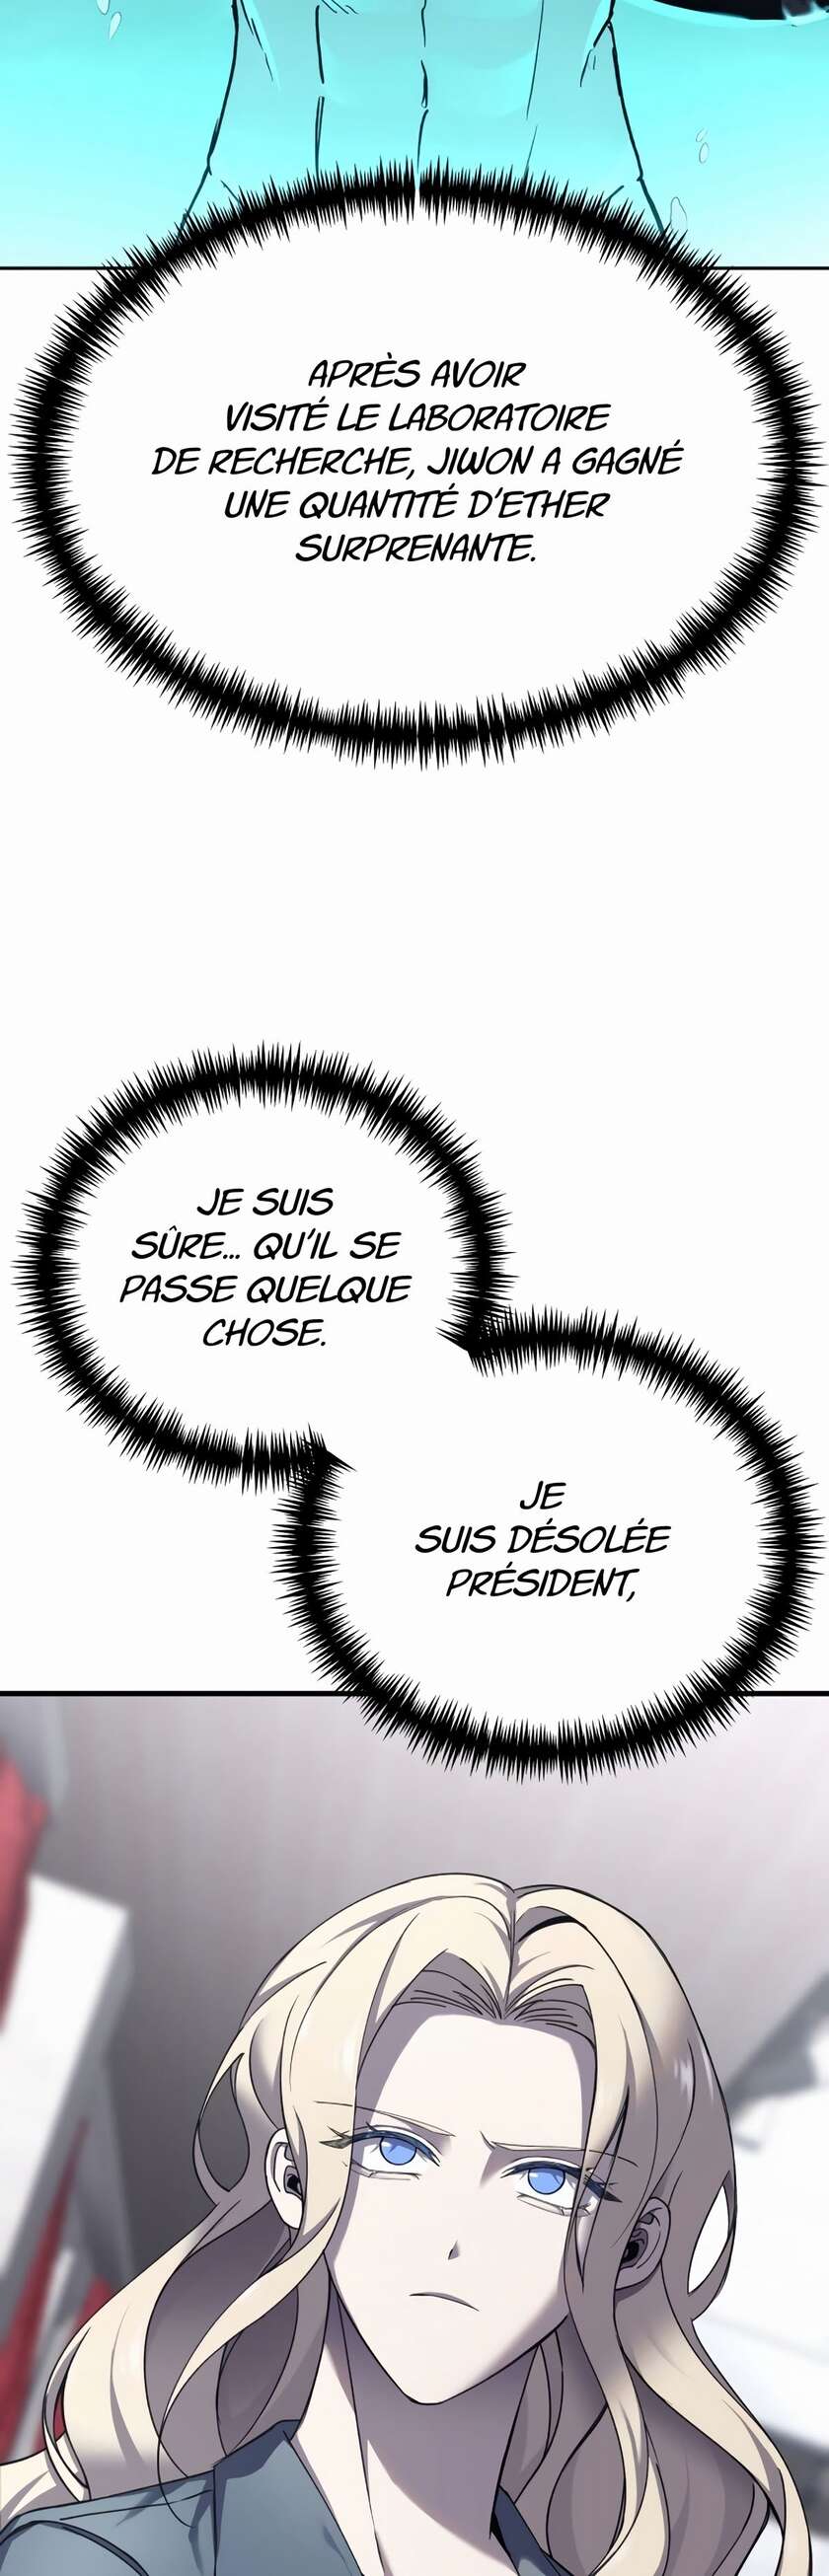 APRÈS AVOIR
VISITÉ LE LABORATOIRE
DE RECHERCHE, JIWON A GAGNÉ
UNE QUANTITÉ D'ETHER
SURPRENANTE.
JE SUIS
SÛRE... QU'IL SE
PASSE QUELQUE
CHOSE.
JE
SUIS DÉSOLÉE
PRÉSIDENT,